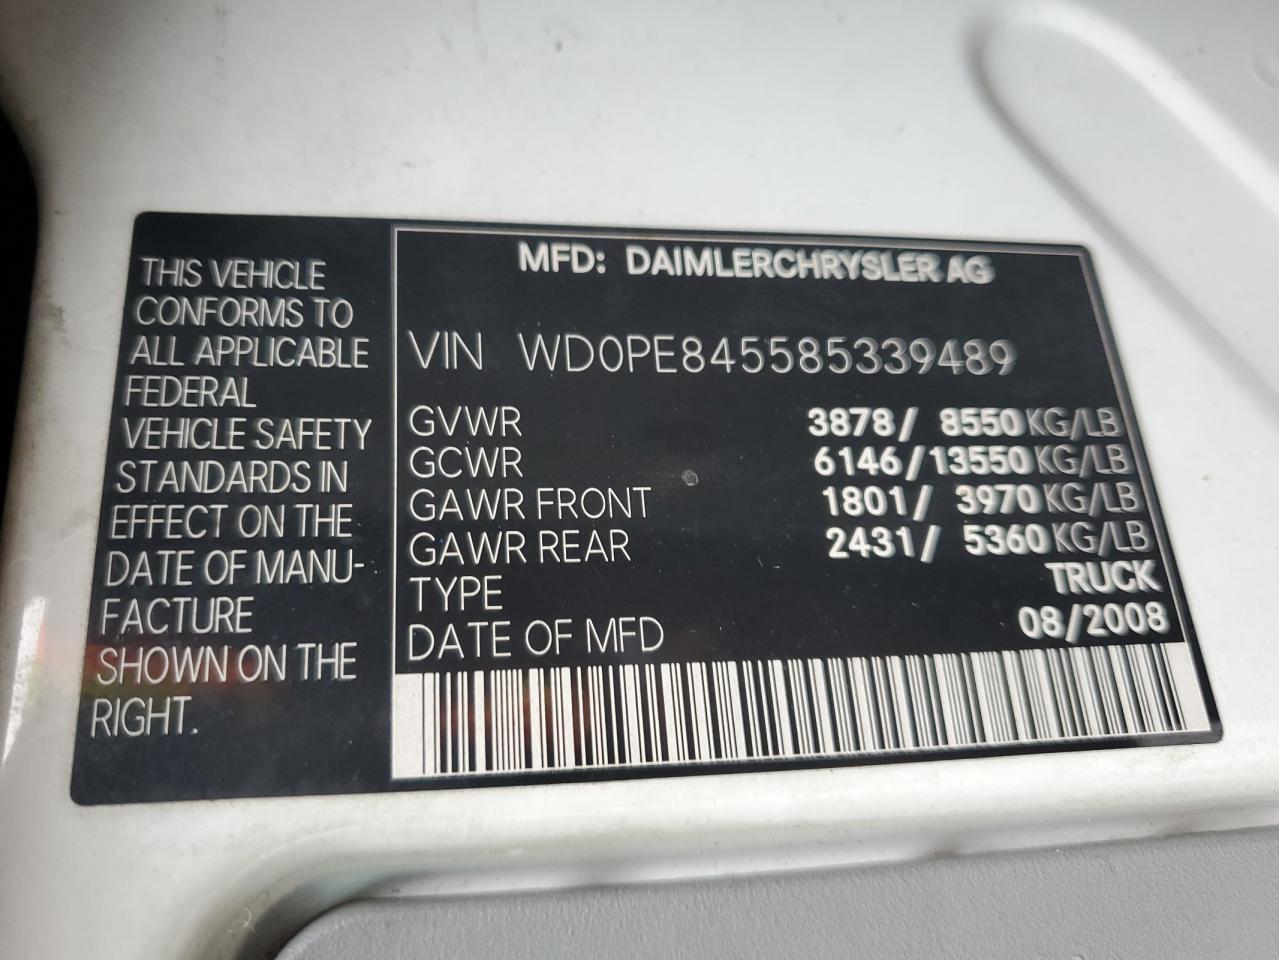 THIS VEHICLE
CONFORMS TO
ALL APPLICABLE
FEDERAL
VEHICLE SAFETY
STANDARDS IN
EFFECT ON THE
DATE OF MANU-
FACTURE
SHOWN ON THE
RIGHT.
MFD: DAIMLERCHRYSLER AG
VIN WD0PE845585339489
GVWR 3878/ 8550 KG/LB
GCWR 6146/13550 KG/LB
GAWR FRONT 1801/ 3970 KG/LB
GAWR REAR 2431/ 5360 KG/LB
TYPE TRUCK
DATE OF MFD 08/2008